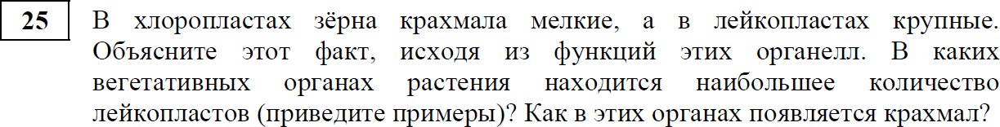 25 В хлоропластах зёрна крахмала мелкие, а в лейкопластах крупные.
Объясните этот факт, исходя из функций этих органелл. В каких
вегетативных органах растения находится наибольшее количество
лейкопластов (приведите примеры)? Как в этих органах появляется крахмал?